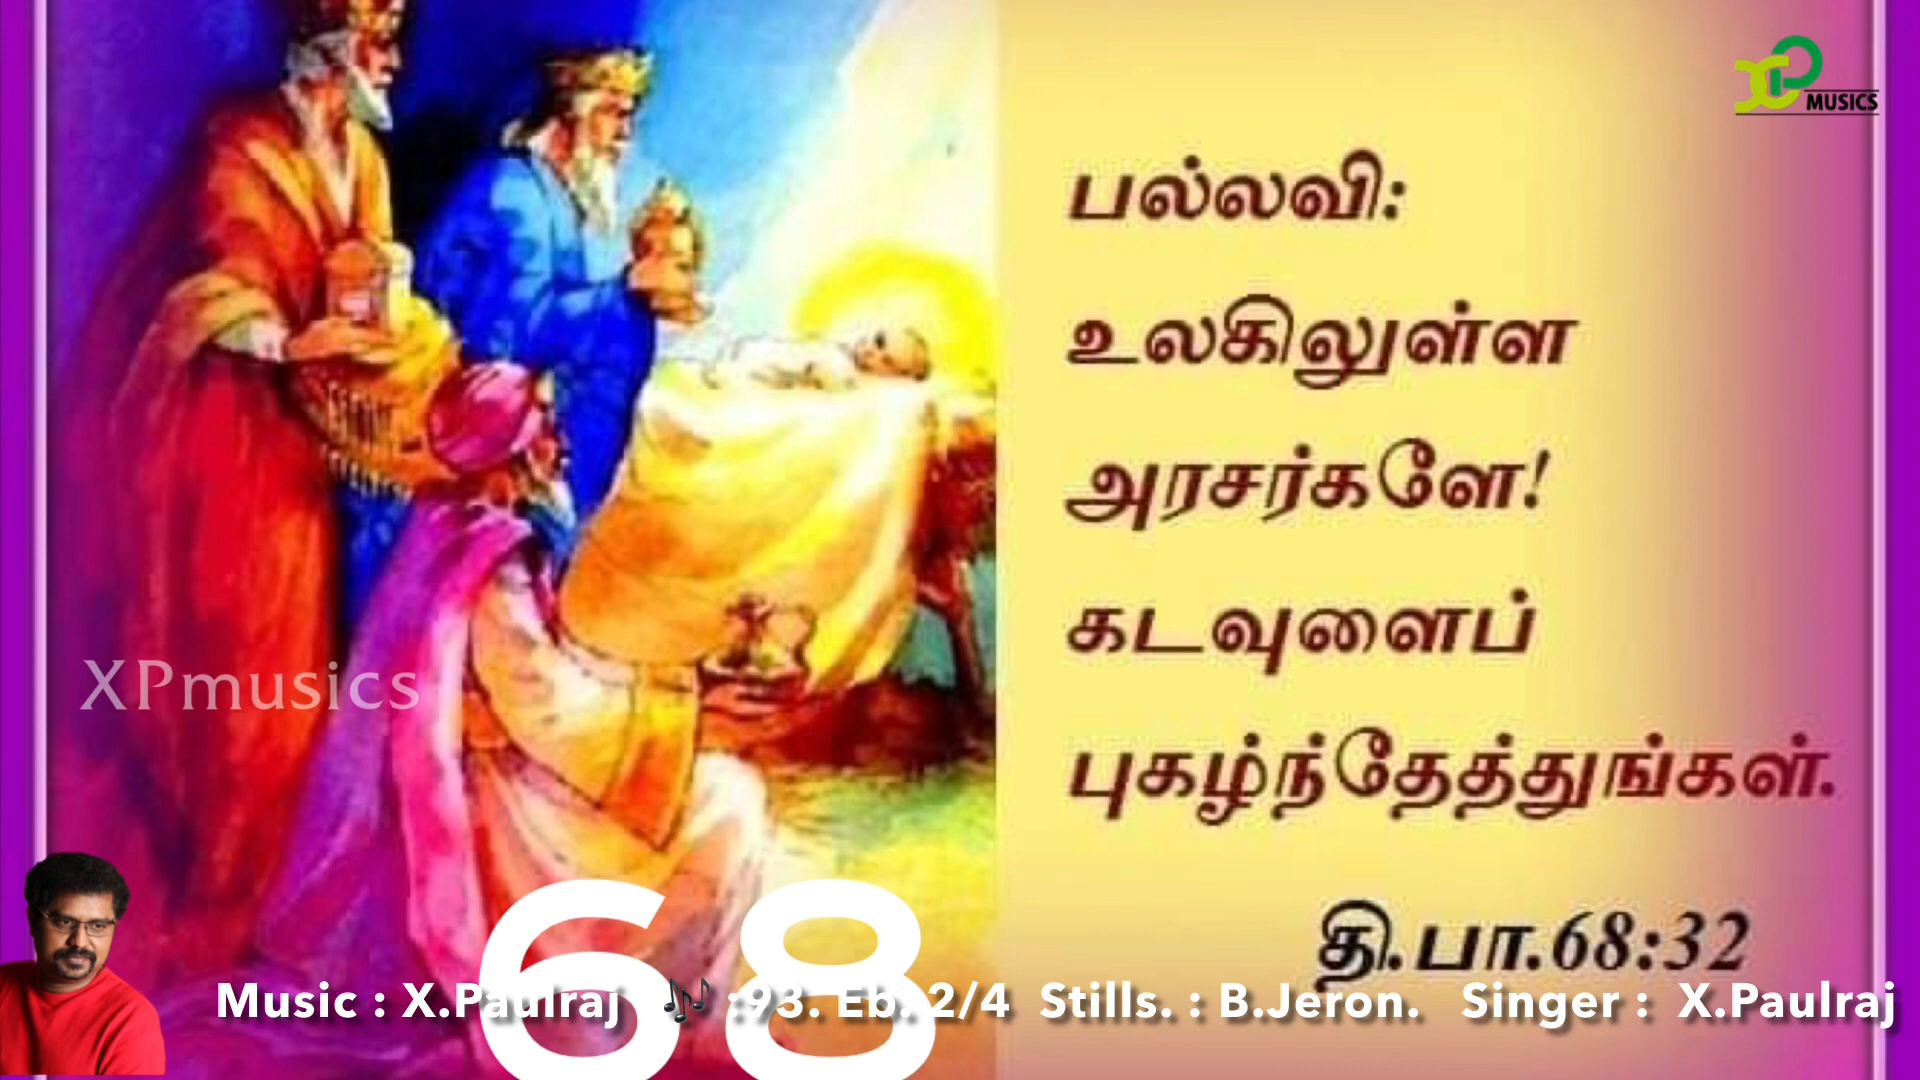 XP MUSICS
பல்லவி:
உலகிலுள்ள
அரசர்களே!
கடவுளைப்
புகழ்ந்தேத்துங்கள்.
தி.பா.68:32
XPmusics
68
Music : X.Paulraj 🎶 :93. Eb. 2/4 Stills. : B.Jeron. Singer : X.Paulraj